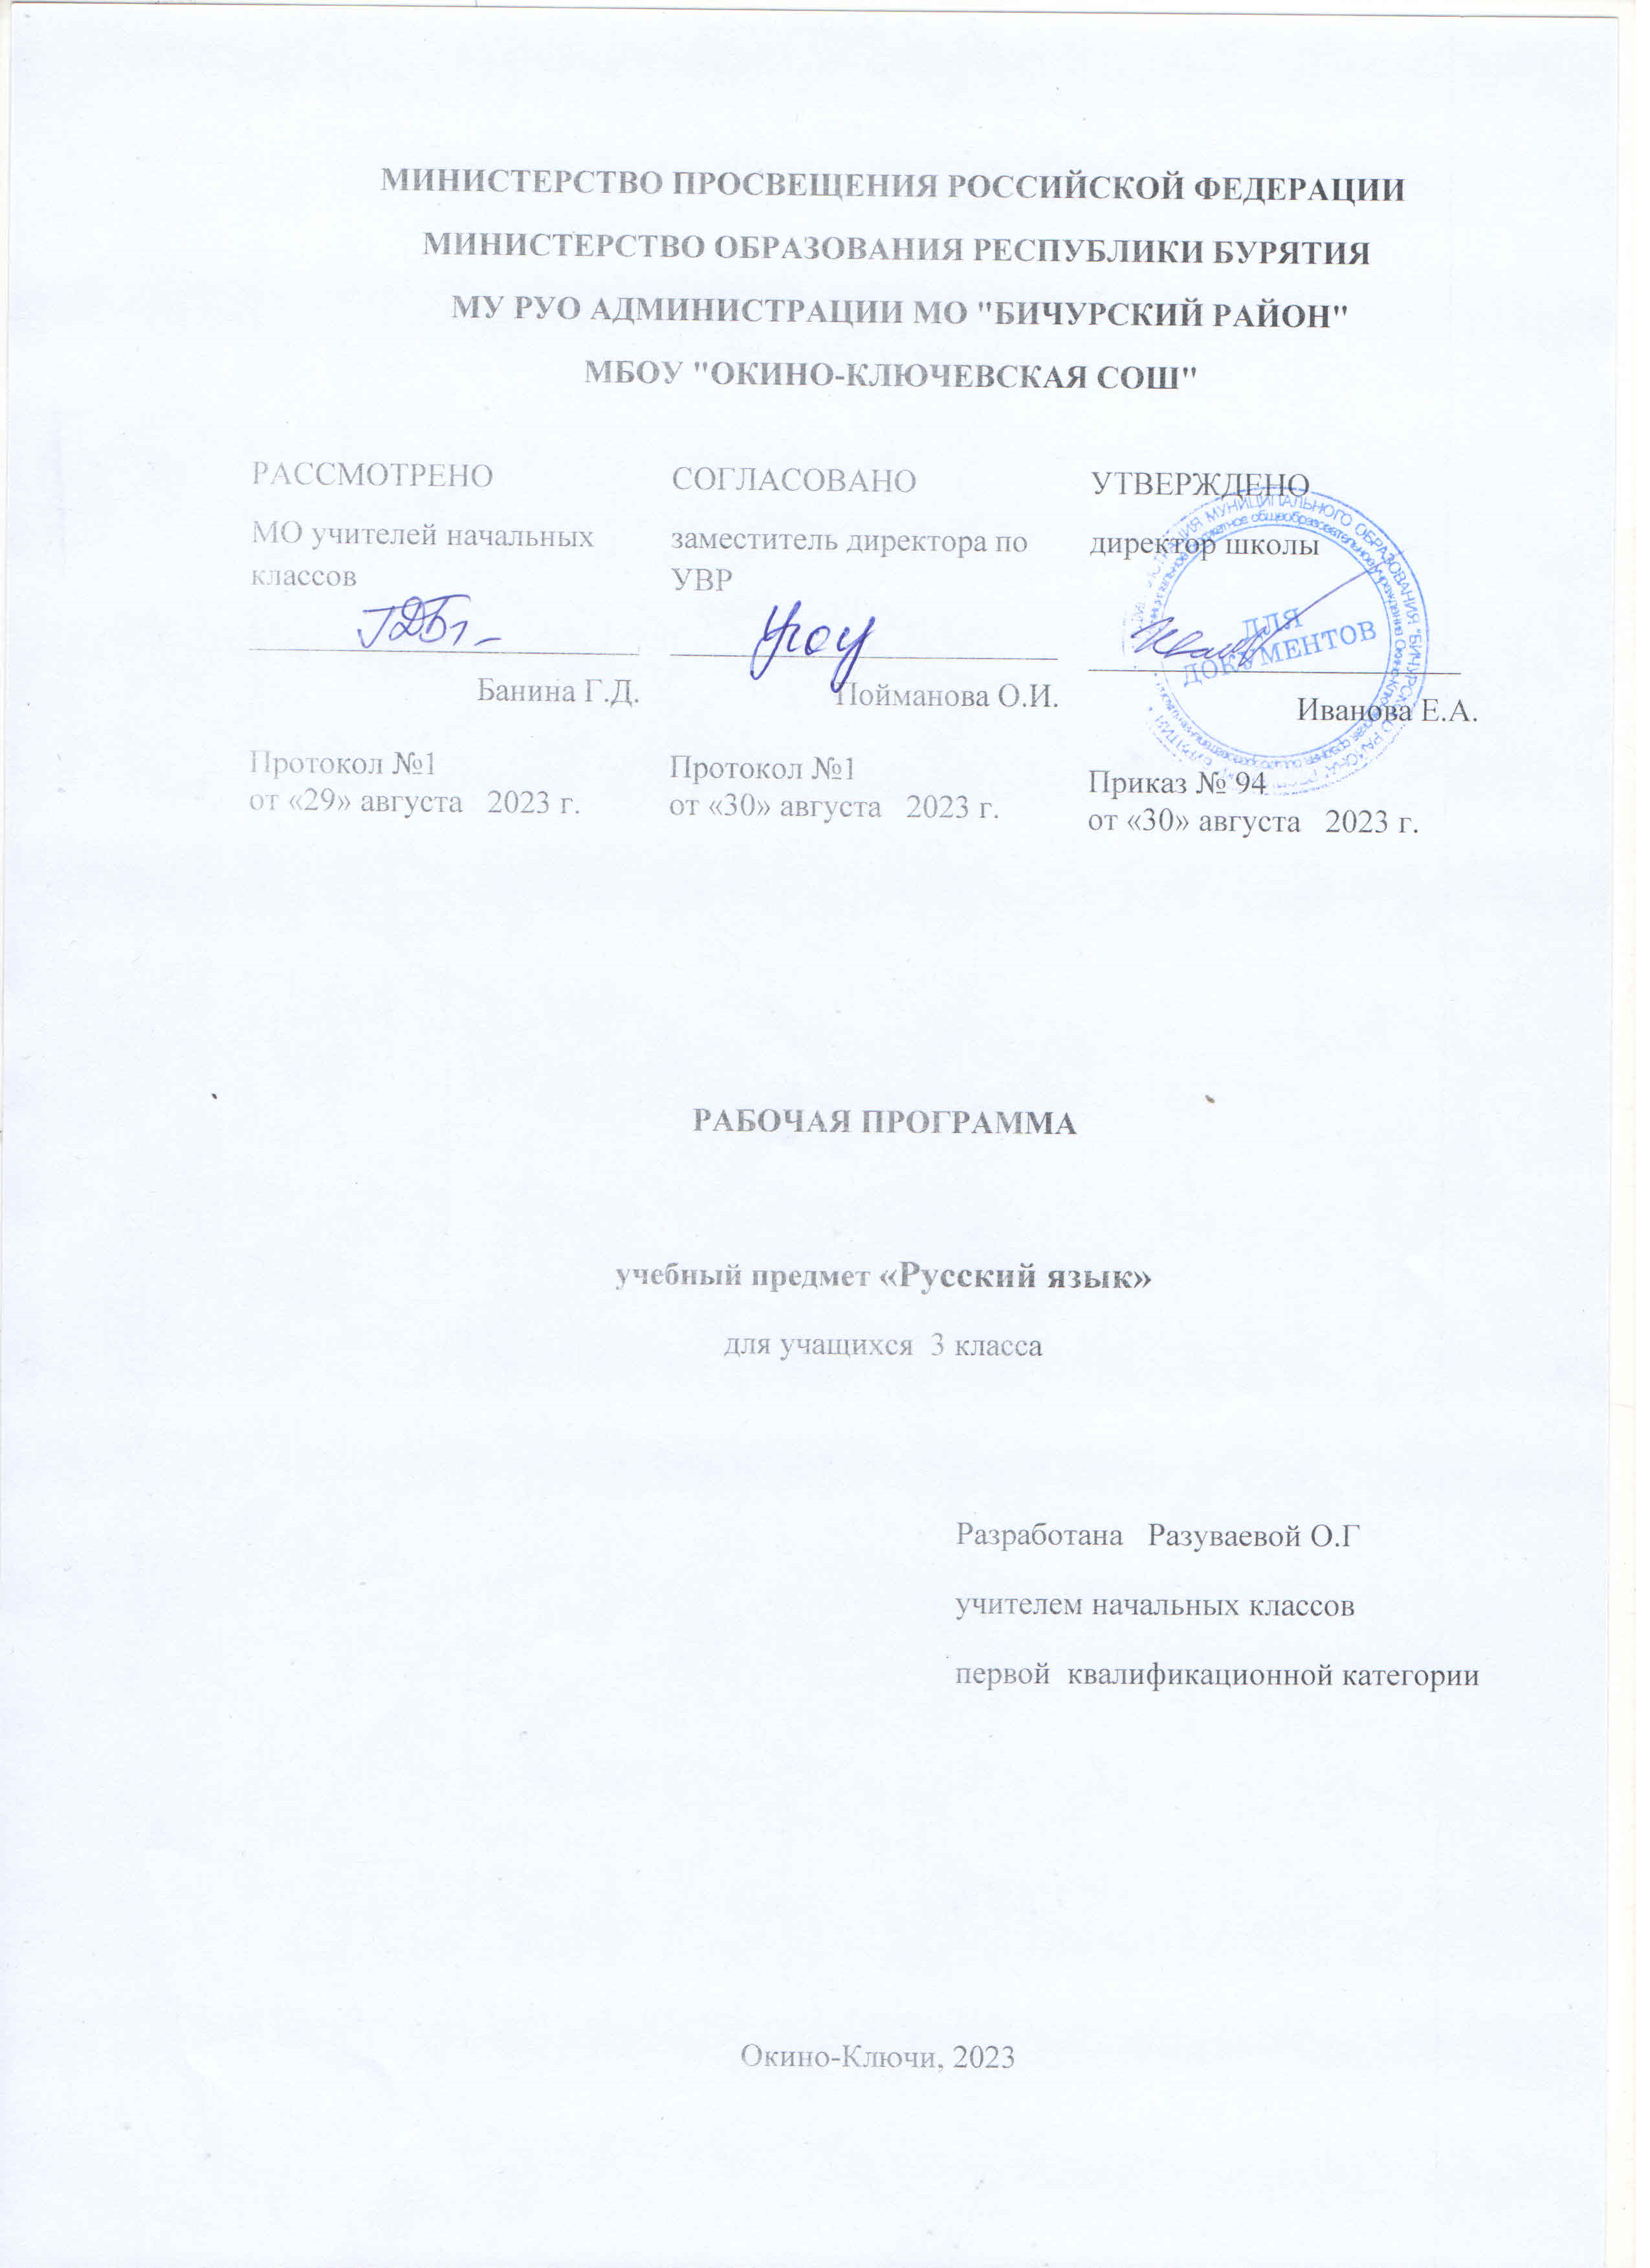 МИНИСТЕРСТВО ПРОСВЕЩЕНИЯ РОССИЙСКОЙ ФЕДЕРАЦИИ
МИНИСТЕРСТВО ОБРАЗОВАНИЯ РЕСПУБЛИКИ БУРЯТИЯ
МУ РУО АДМИНИСТРАЦИИ МО "БИЧУРСКИЙ РАЙОН"
МБОУ "ОКИНО-КЛЮЧЕВСКАЯ СОШ"
РАССМОТРЕНО
МО учителей начальных
классов
Банина Г.Д.
Протокол №1
от «29» августа 2023 г.
СОГЛАСОВАНО
заместитель директора по
УВР
Пойманова О.И.
Протокол №1
от «30» августа 2023 г.
УТВЕРЖДЕНО
директор школы
ДЛЯ
ДОКУМЕНТОВ
МУНИЦИПАЛЬНОГО ОБРАЗОВАНИЯ
Иванова Е.А.
Приказ № 94
от «30» августа 2023 г.
РАБОЧАЯ ПРОГРАММА
учебный предмет «Русский язык»
для учащихся 3 класса
Разработана Разуваевой О.Г
учителем начальных классов
первой квалификационной категории
Окино-Ключи, 2023